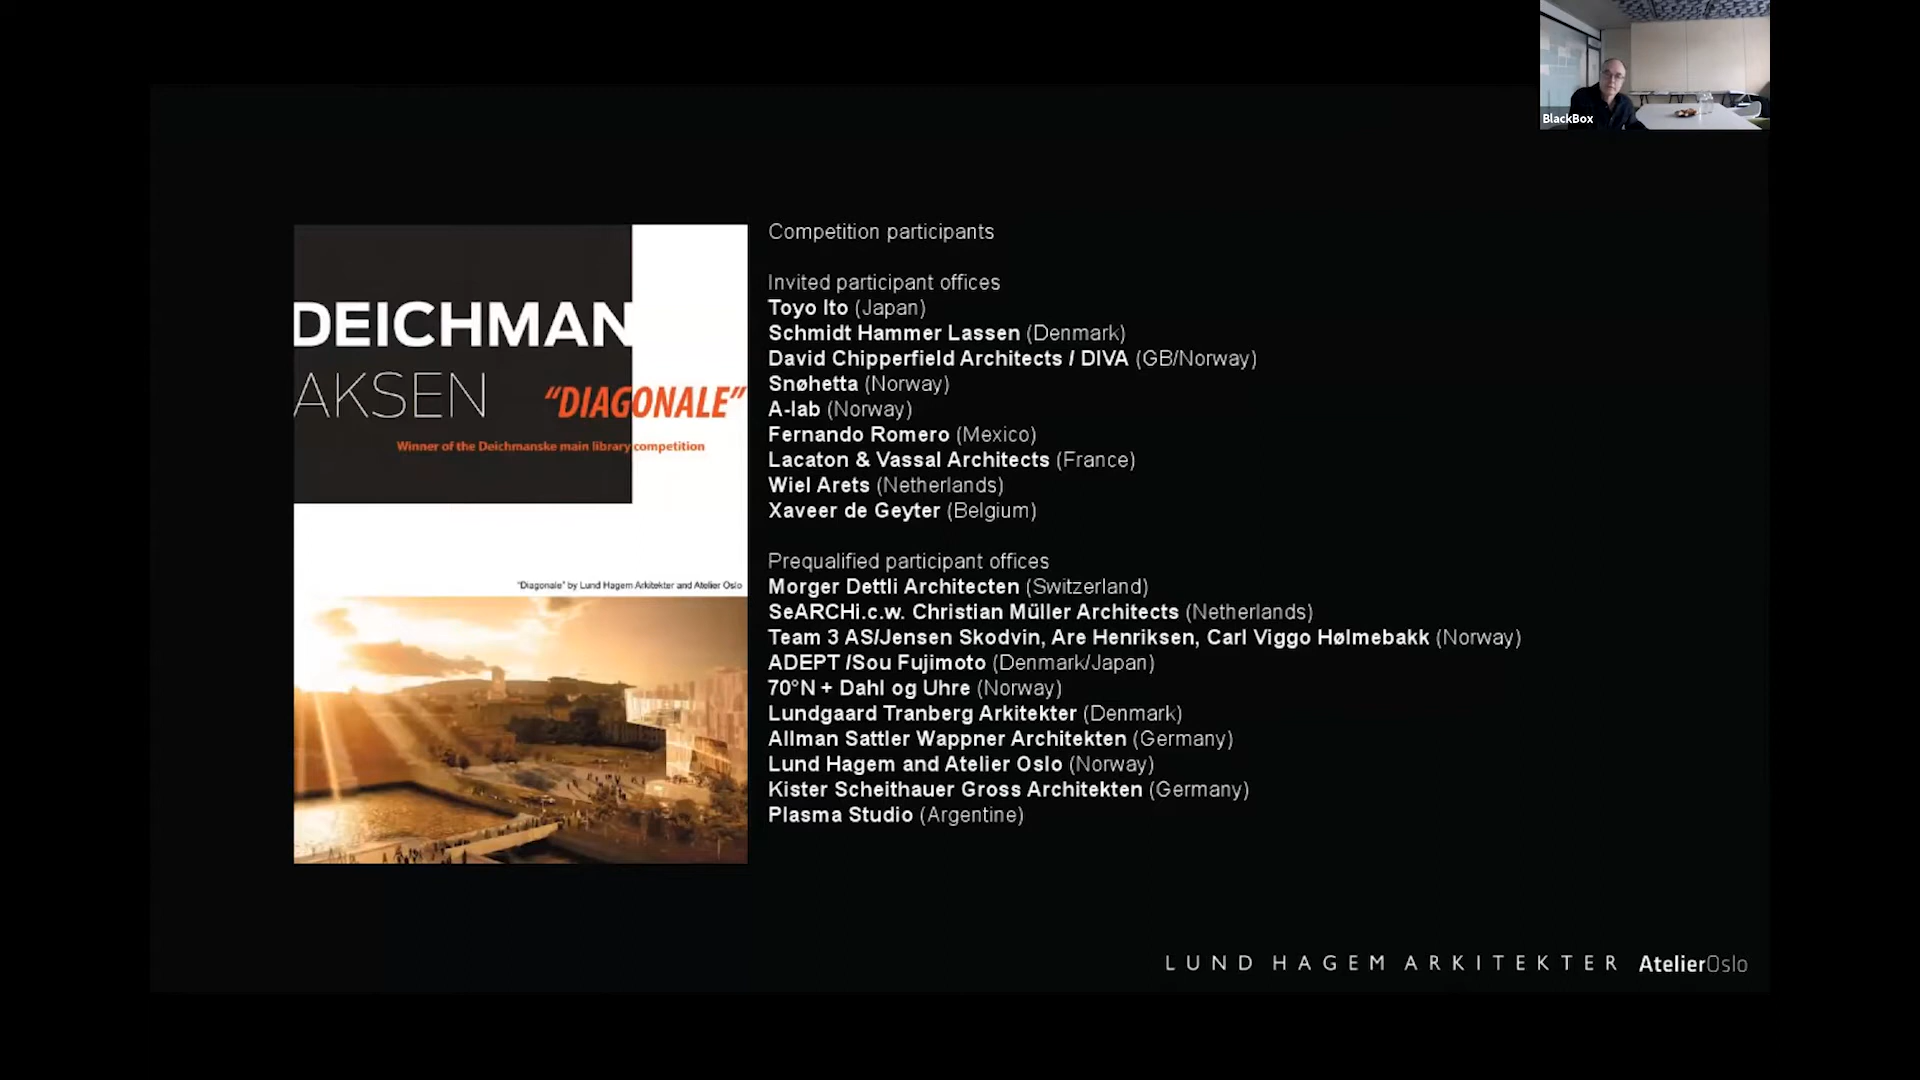 BlackBox
DEICHMAN
AKSEN
“DIAGONALE”
Winner of the Deichmanske main library competition
“Diagonale” by Lund Hagem Arkitekter and Atelier Oslo
Competition participants
Invited participant offices
Toyo Ito (Japan)
Schmidt Hammer Lassen (Denmark)
David Chipperfield Architects / DIVA (GB/Norway)
Snøhetta (Norway)
A-lab (Norway)
Fernando Romero (Mexico)
Lacaton & Vassal Architects (France)
Wiel Arets (Netherlands)
Xaveer de Geyter (Belgium)
Prequalified participant offices
Morger Dettli Architecten (Switzerland)
SeARCHi.c.w. Christian Müller Architects (Netherlands)
Team 3 AS/Jensen Skodvin, Are Henriksen, Carl Viggo Hølmebakk (Norway)
ADEPT /Sou Fujimoto (Denmark/Japan)
70°N + Dahl og Uhre (Norway)
Lundgaard Tranberg Arkitekter (Denmark)
Allman Sattler Wappner Architekten (Germany)
Lund Hagem and Atelier Oslo (Norway)
Kister Scheithauer Gross Architekten (Germany)
Plasma Studio (Argentine)
LUND HAGEM ARKITEKTER AtelierOslo